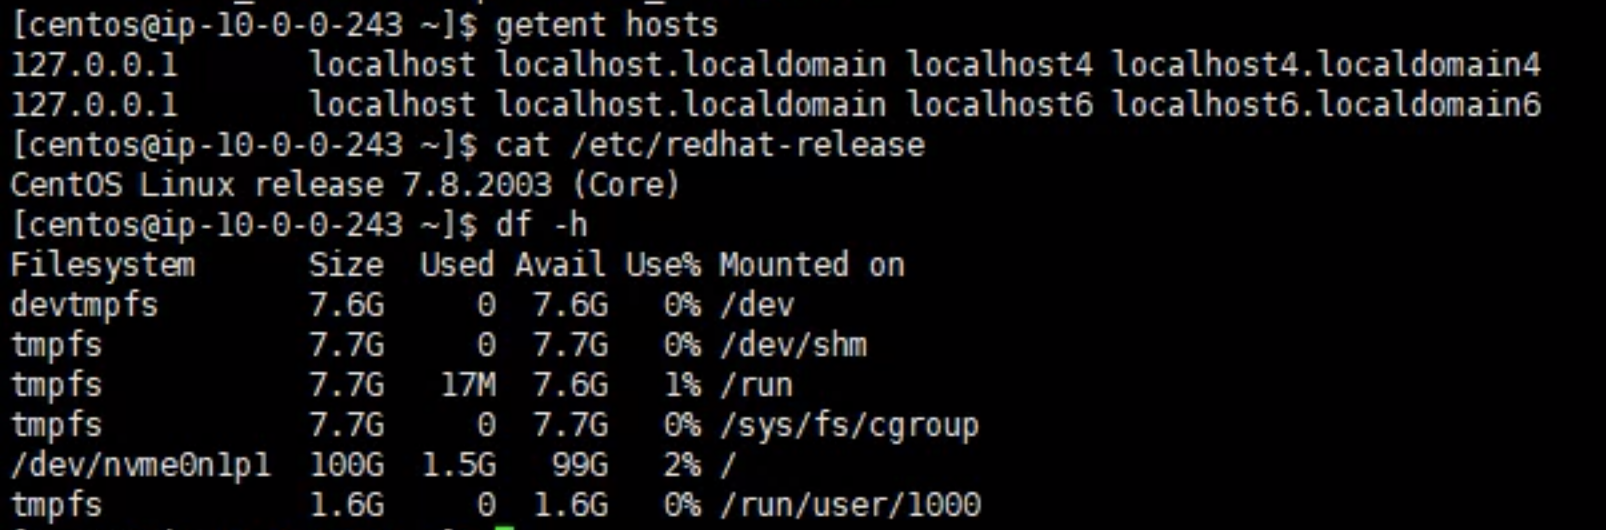 [centos@ip-10-0-0-243 ~]$ getent hosts
127.0.0.1       localhost localhost.localdomain localhost4 localhost4.localdomain4
127.0.0.1       localhost localhost.localdomain localhost6 localhost6.localdomain6
[centos@ip-10-0-0-243 ~]$ cat /etc/redhat-release
CentOS Linux release 7.8.2003 (Core)
[centos@ip-10-0-0-243 ~]$ df -h
Filesystem      Size  Used Avail Use% Mounted on
devtmpfs        7.6G     0  7.6G   0% /dev
tmpfs           7.7G     0  7.7G   0% /dev/shm
tmpfs           7.7G   17M  7.6G   1% /run
tmpfs           7.7G     0  7.7G   0% /sys/fs/cgroup
/dev/nvme0n1p1  100G  1.5G   99G   2% /
tmpfs           1.6G     0  1.6G   0% /run/user/1000